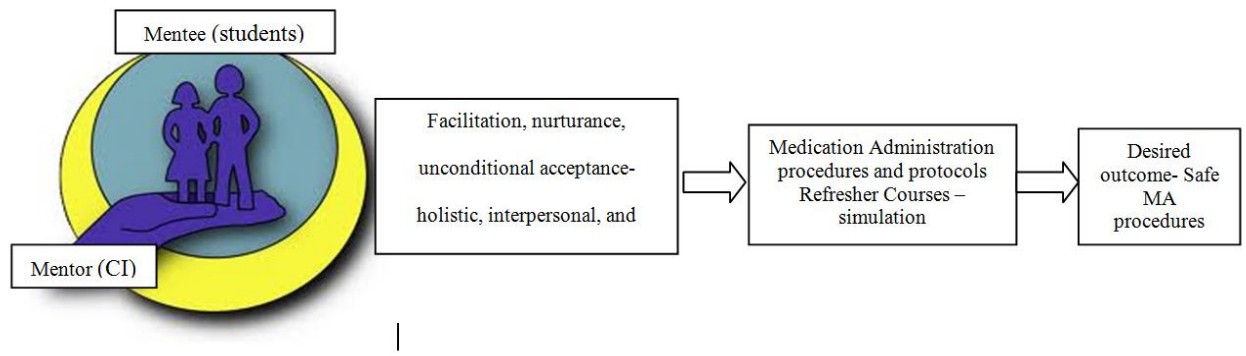 Mentee (students)
Facilitation, nurturance,
unconditional acceptance-
holistic, interpersonal, and
Medication Administration
procedures and protocols
Refresher Courses –
simulation
Desired
outcome- Safe
MA
procedures
Mentor (CI)